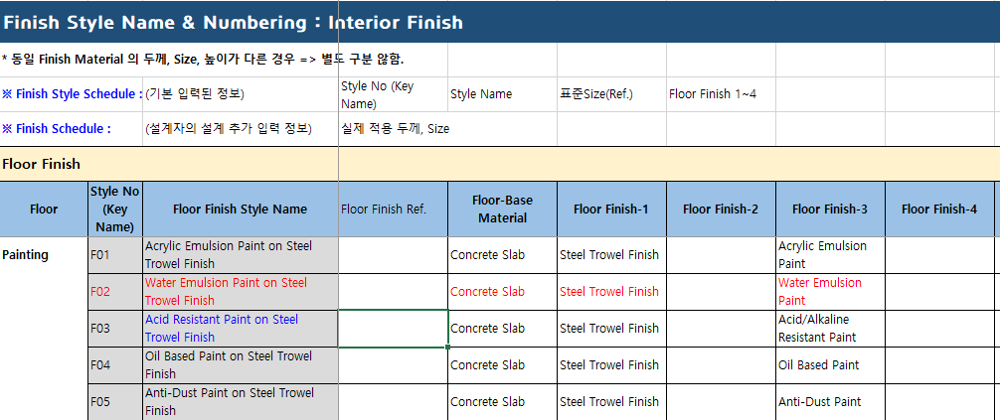 Finish Style Name & Numbering : Interior Finish
* 동일 Finish Material 의 두께, Size, 높이가 다른 경우 => 별도 구분 않함.
※ Finish Style Schedule : (기본 입력된 정보) Style No (Key Name) Style Name 표준Size(Ref.) Floor Finish 1~4
※ Finish Schedule : (설계자의 설계 추가 입력 정보) 실제 적용 두께, Size
Floor Finish
Floor Style No (Key Name) Floor Finish Style Name Floor Finish Ref. Floor-Base Material Floor Finish-1 Floor Finish-2 Floor Finish-3 Floor Finish-4
Painting F01 Acrylic Emulsion Paint on Steel Trowel Finish Concrete Slab Steel Trowel Finish Acrylic Emulsion Paint
F02 Water Emulsion Paint on Steel Trowel Finish Concrete Slab Steel Trowel Finish Water Emulsion Paint
F03 Acid Resistant Paint on Steel Trowel Finish Concrete Slab Steel Trowel Finish Acid/Alkaline Resistant Paint
F04 Oil Based Paint on Steel Trowel Finish Concrete Slab Steel Trowel Finish Oil Based Paint
F05 Anti-Dust Paint on Steel Trowel Finish Concrete Slab Steel Trowel Finish Anti-Dust Paint